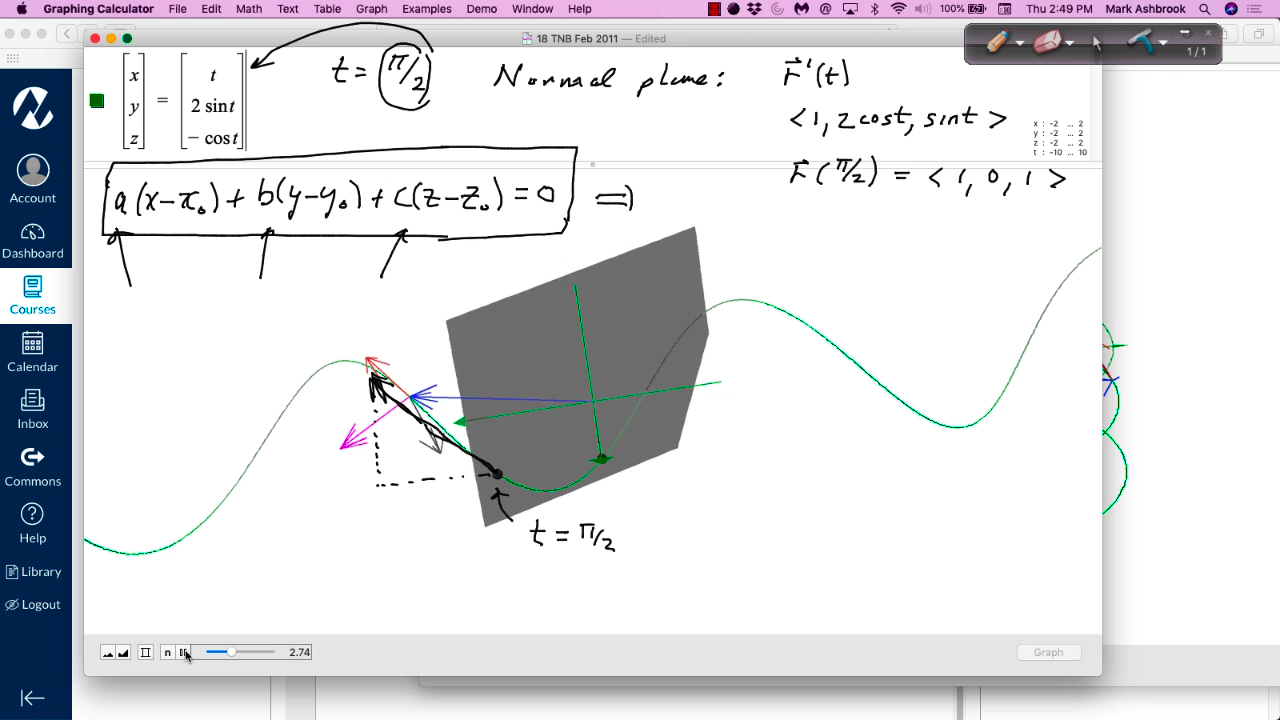 Graphing Calculator File Edit Math Text Table Graph Examples Demo Window Help 100% Thu 2:49 PM Mark Ashbrook
18 TNB Feb 2011 — Edited
1 / 1
x y z = t 2 sin t − cos t
t = π/2
Normal plane:
r⃗ '(t)
<1, 2cost, sint>
r⃗(π/2) = <1, 0, 1>
x : -2 ... 2
y : -2 ... 2
z : -2 ... 2
t : -10 ... 10
a(x-x₀) + b(y-y₀) + c(z-z₀) = 0 ⇒
t = π/2
Account
Dashboard
Courses
Calendar
Inbox
Commons
Help
Library
Logout
n 2.74
Graph